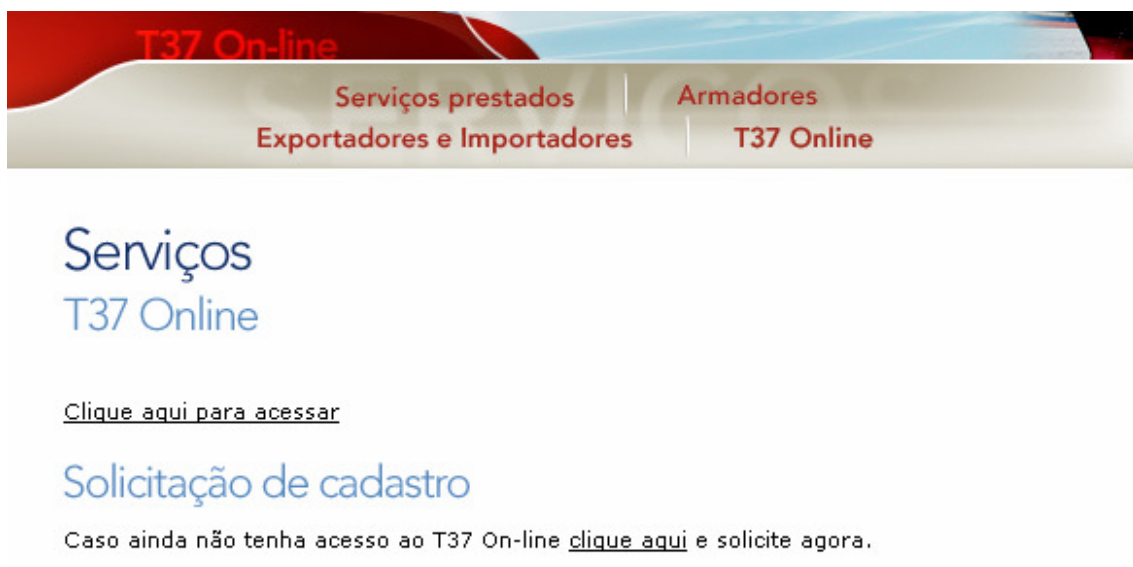 T37 On-line
SERVIÇOS
Serviços prestados Armadores
Exportadores e Importadores T37 Online
Serviços
T37 Online
Clique aqui para acessar
Solicitação de cadastro
Caso ainda não tenha acesso ao T37 On-line clique aqui e solicite agora.